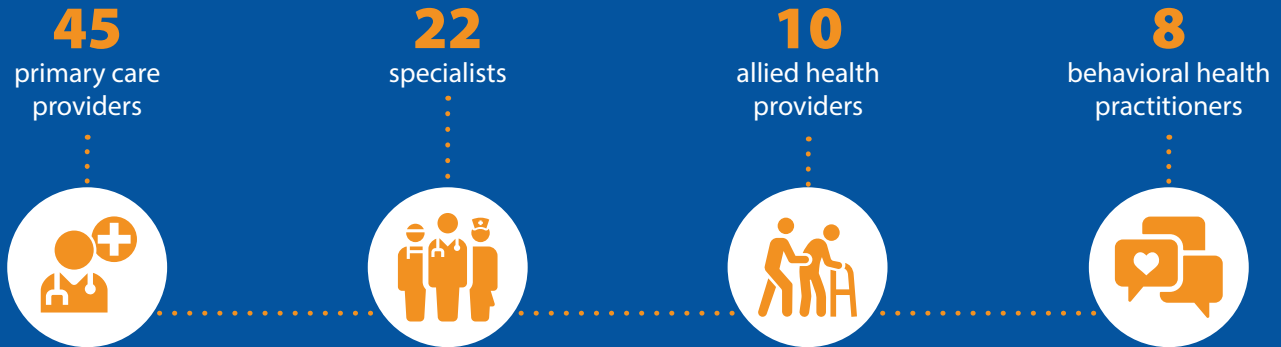 45
primary care
providers
22
specialists
10
allied health
providers
8
behavioral health
practitioners